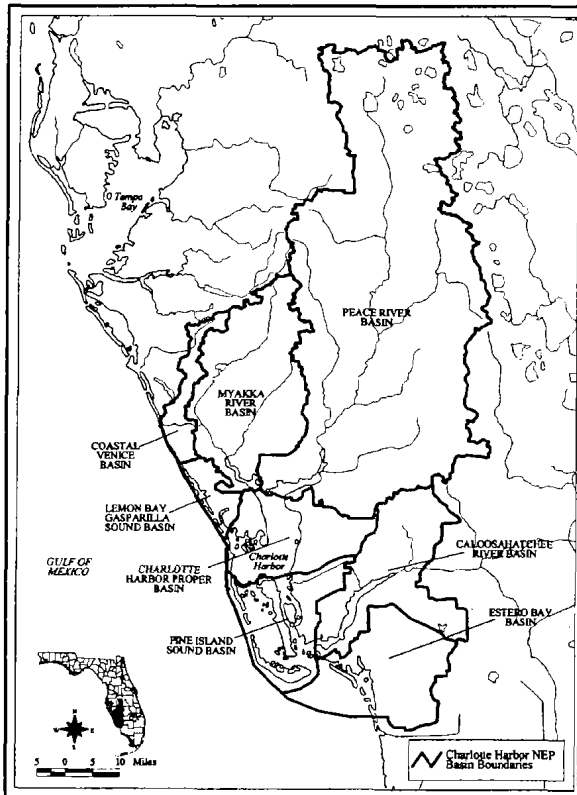 Tampa
Bay
PEACE RIVER
BASIN
MYAKKA
RIVER
BASIN
COASTAL
VENICE
BASIN
LEMON BAY
GASPARILLA
SOUND BASIN
GULF OF
MEXICO
CHARLOTTE
HARBOR PROPER
BASIN
Charlotte
Harbor
CALOOSAHATCHEE
RIVER BASIN
ESTERO BAY
BASIN
PINE ISLAND
SOUND BASIN
N
W E
S
5 0 5 10 Miles
Charlotte Harbor NEP
Basin Boundaries